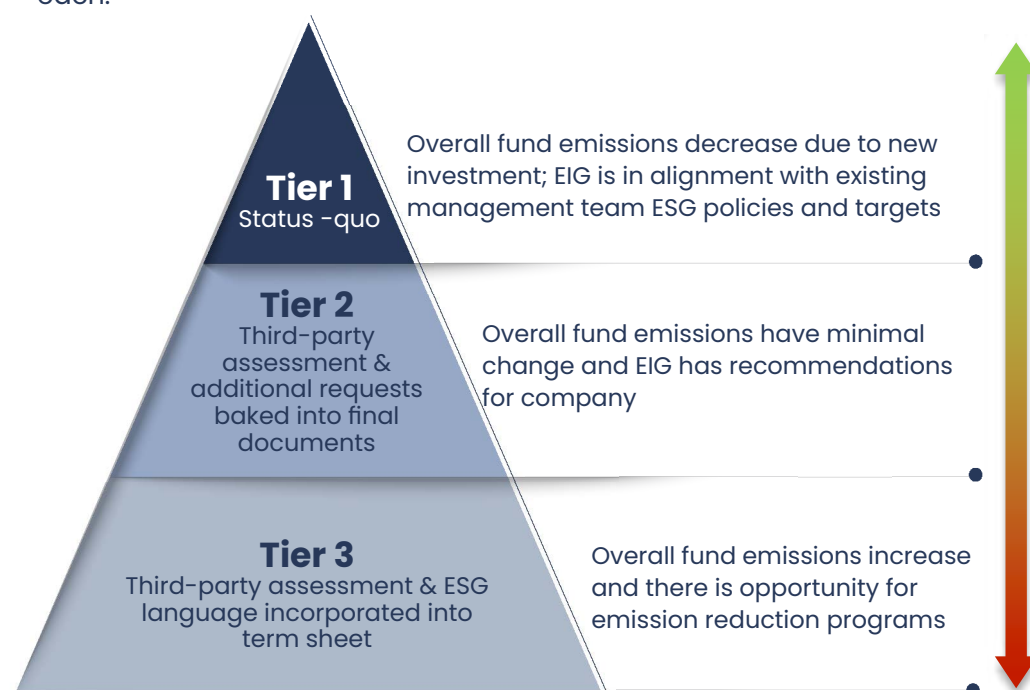 each.
Tier 1
Status -quo
Overall fund emissions decrease due to new
investment; EIG is in alignment with existing
management team ESG policies and targets
Tier 2
Third-party
assessment &
additional requests
baked into final
documents
Overall fund emissions have minimal
change and EIG has recommendations
for company
Tier 3
Third-party assessment & ESG
language incorporated into
term sheet
Overall fund emissions increase
and there is opportunity for
emission reduction programs